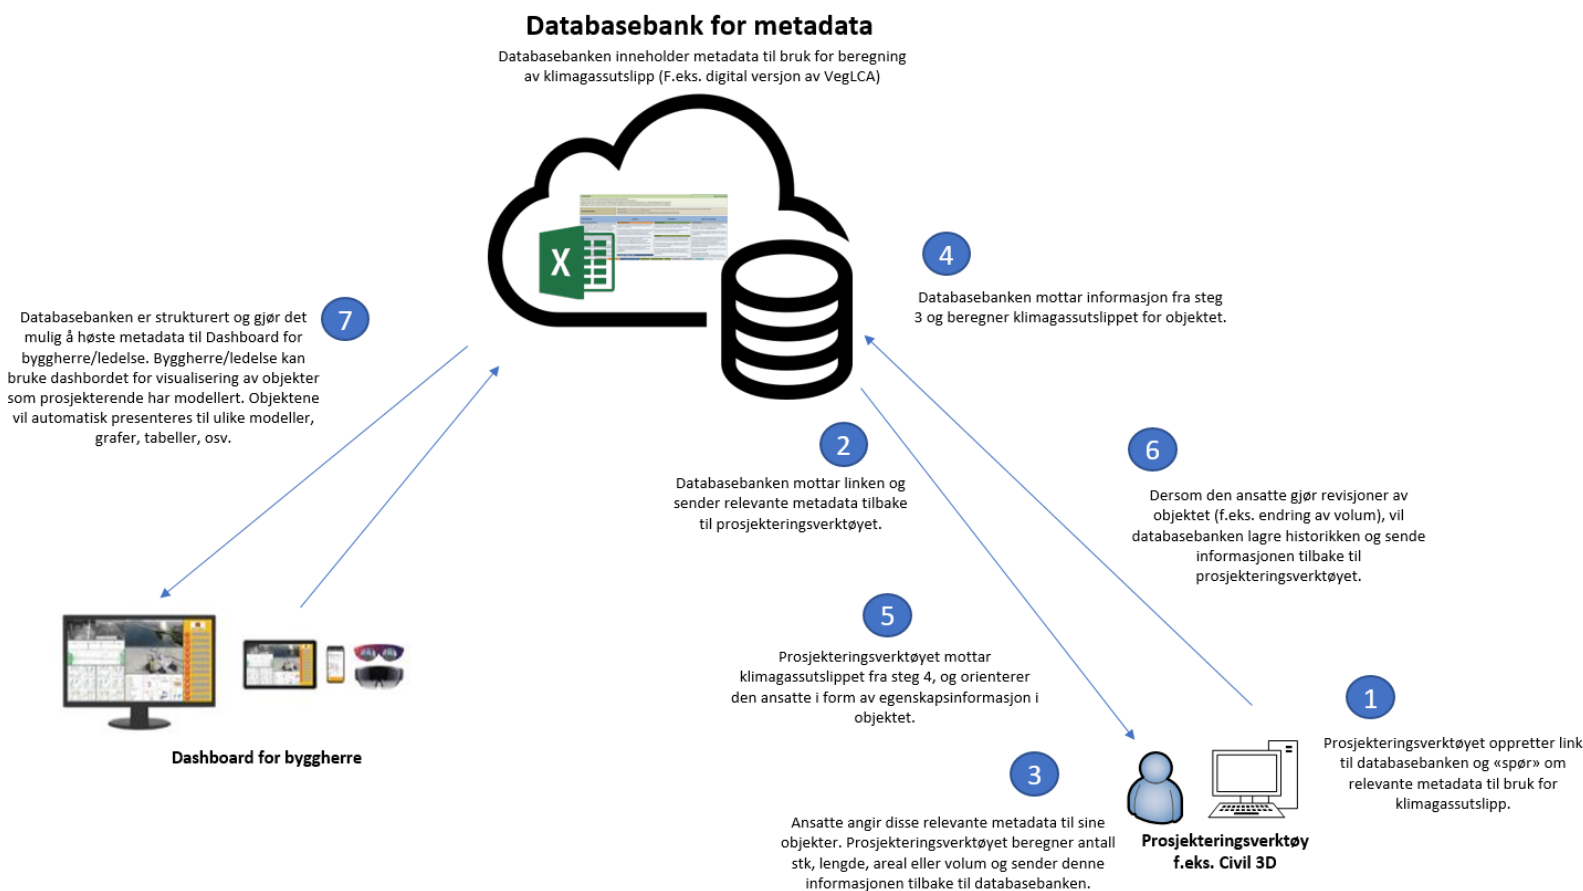 Databasebank for metadata
Databasebanken inneholder metadata til bruk for beregning
av klimagassutslipp (F.eks. digital versjon av VegLCA)
X
4
Databasebanken mottar informasjon fra steg
3 og beregner klimagassutslippet for objektet.
7
Databasebanken er strukturert og gjør det
mulig å høste metadata til Dashboard for
byggherre/ledelse. Byggherre/ledelse kan
bruke dashbordet for visualisering av objekter
som prosjekterende har modellert. Objektene
vil automatisk presenteres til ulike modeller,
grafer, tabeller, osv.
2
Databasebanken mottar linken og
sender relevante metadata tilbake
til prosjekteringsverktøyet.
6
Dersom den ansatte gjør revisjoner av
objektet (f.eks. endring av volum), vil
databasebanken lagre historikken og sende
informasjonen tilbake til
prosjekteringsverktøyet.
5
Prosjekteringsverktøyet mottar
klimagassutslippet fra steg 4, og orienterer
den ansatte i form av egenskapsinformasjon i
objektet.
1
Prosjekteringsverktøyet oppretter link
til databasebanken og «spør» om
relevante metadata til bruk for
klimagassutslipp.
Dashboard for byggherre
3
Ansatte angir disse relevante metadata til sine
objekter. Prosjekteringsverktøyet beregner antall
stk, lengde, areal eller volum og sender denne
informasjonen tilbake til databasebanken.
Prosjekteringsverktøy
f.eks. Civil 3D